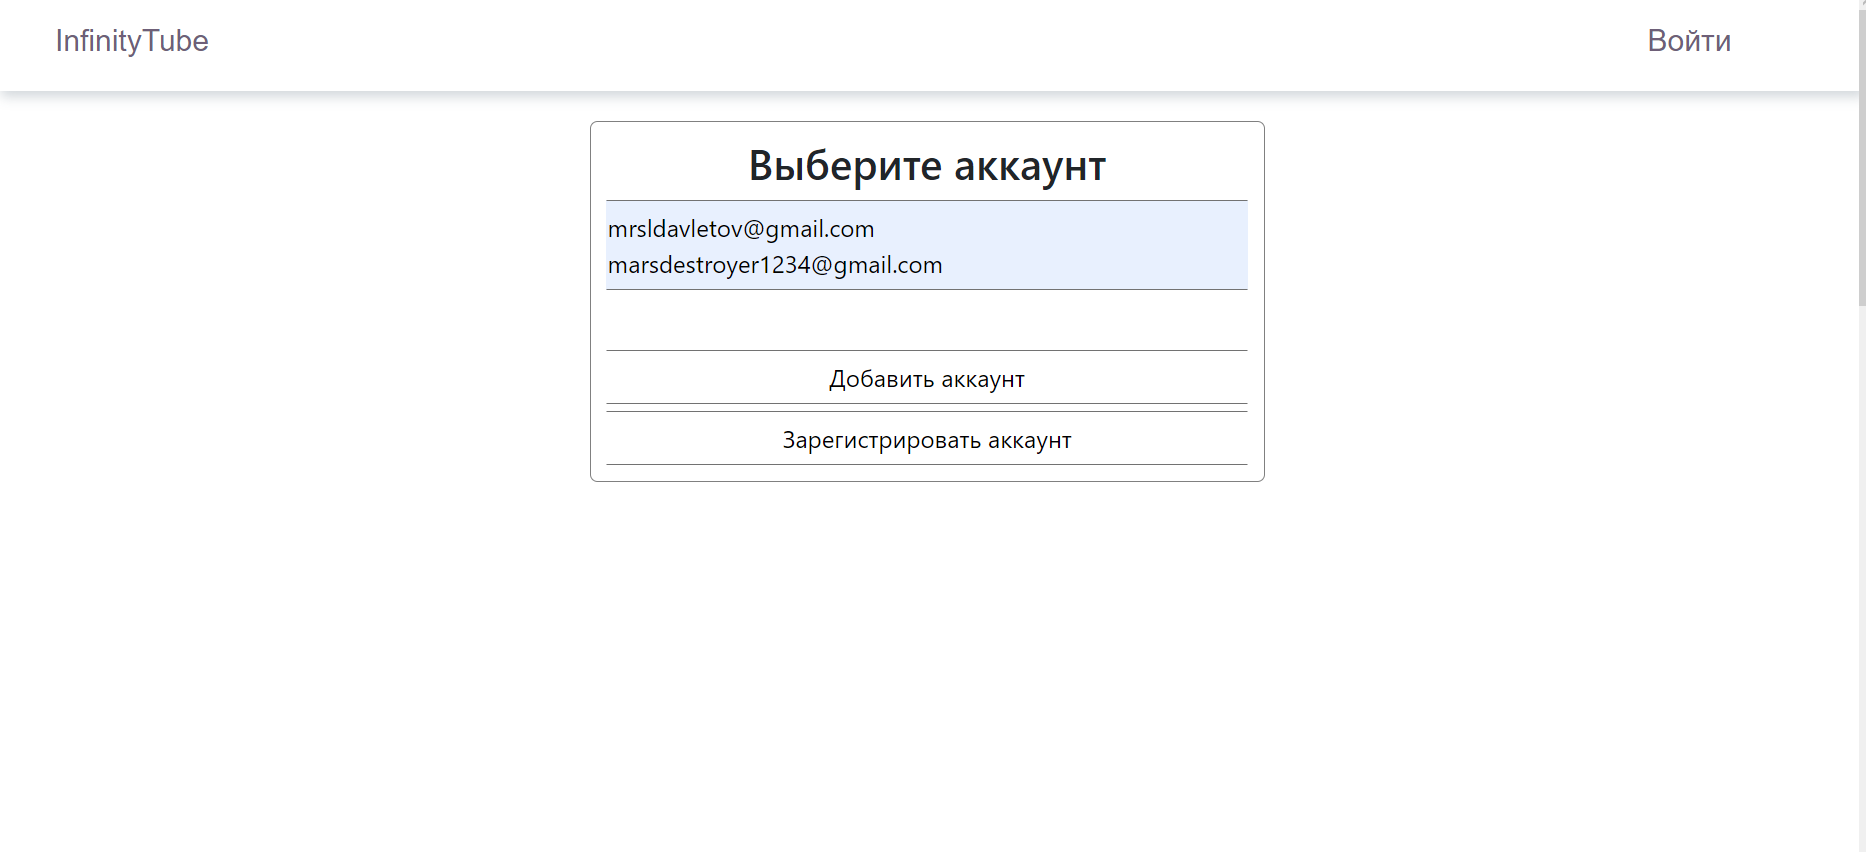 InfinityTube
Войти
Выберите аккаунт
mrsldavletov@gmail.com
marsdestroyer1234@gmail.com
Добавить аккаунт
Зарегистрировать аккаунт